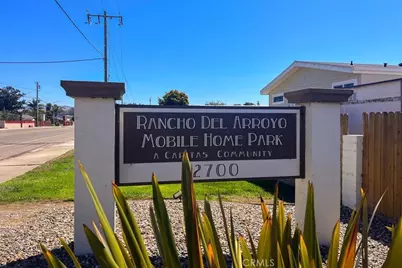 Rancho Del Arroyo
Mobile Home Park
A Caritas Community
2700
CRMLS